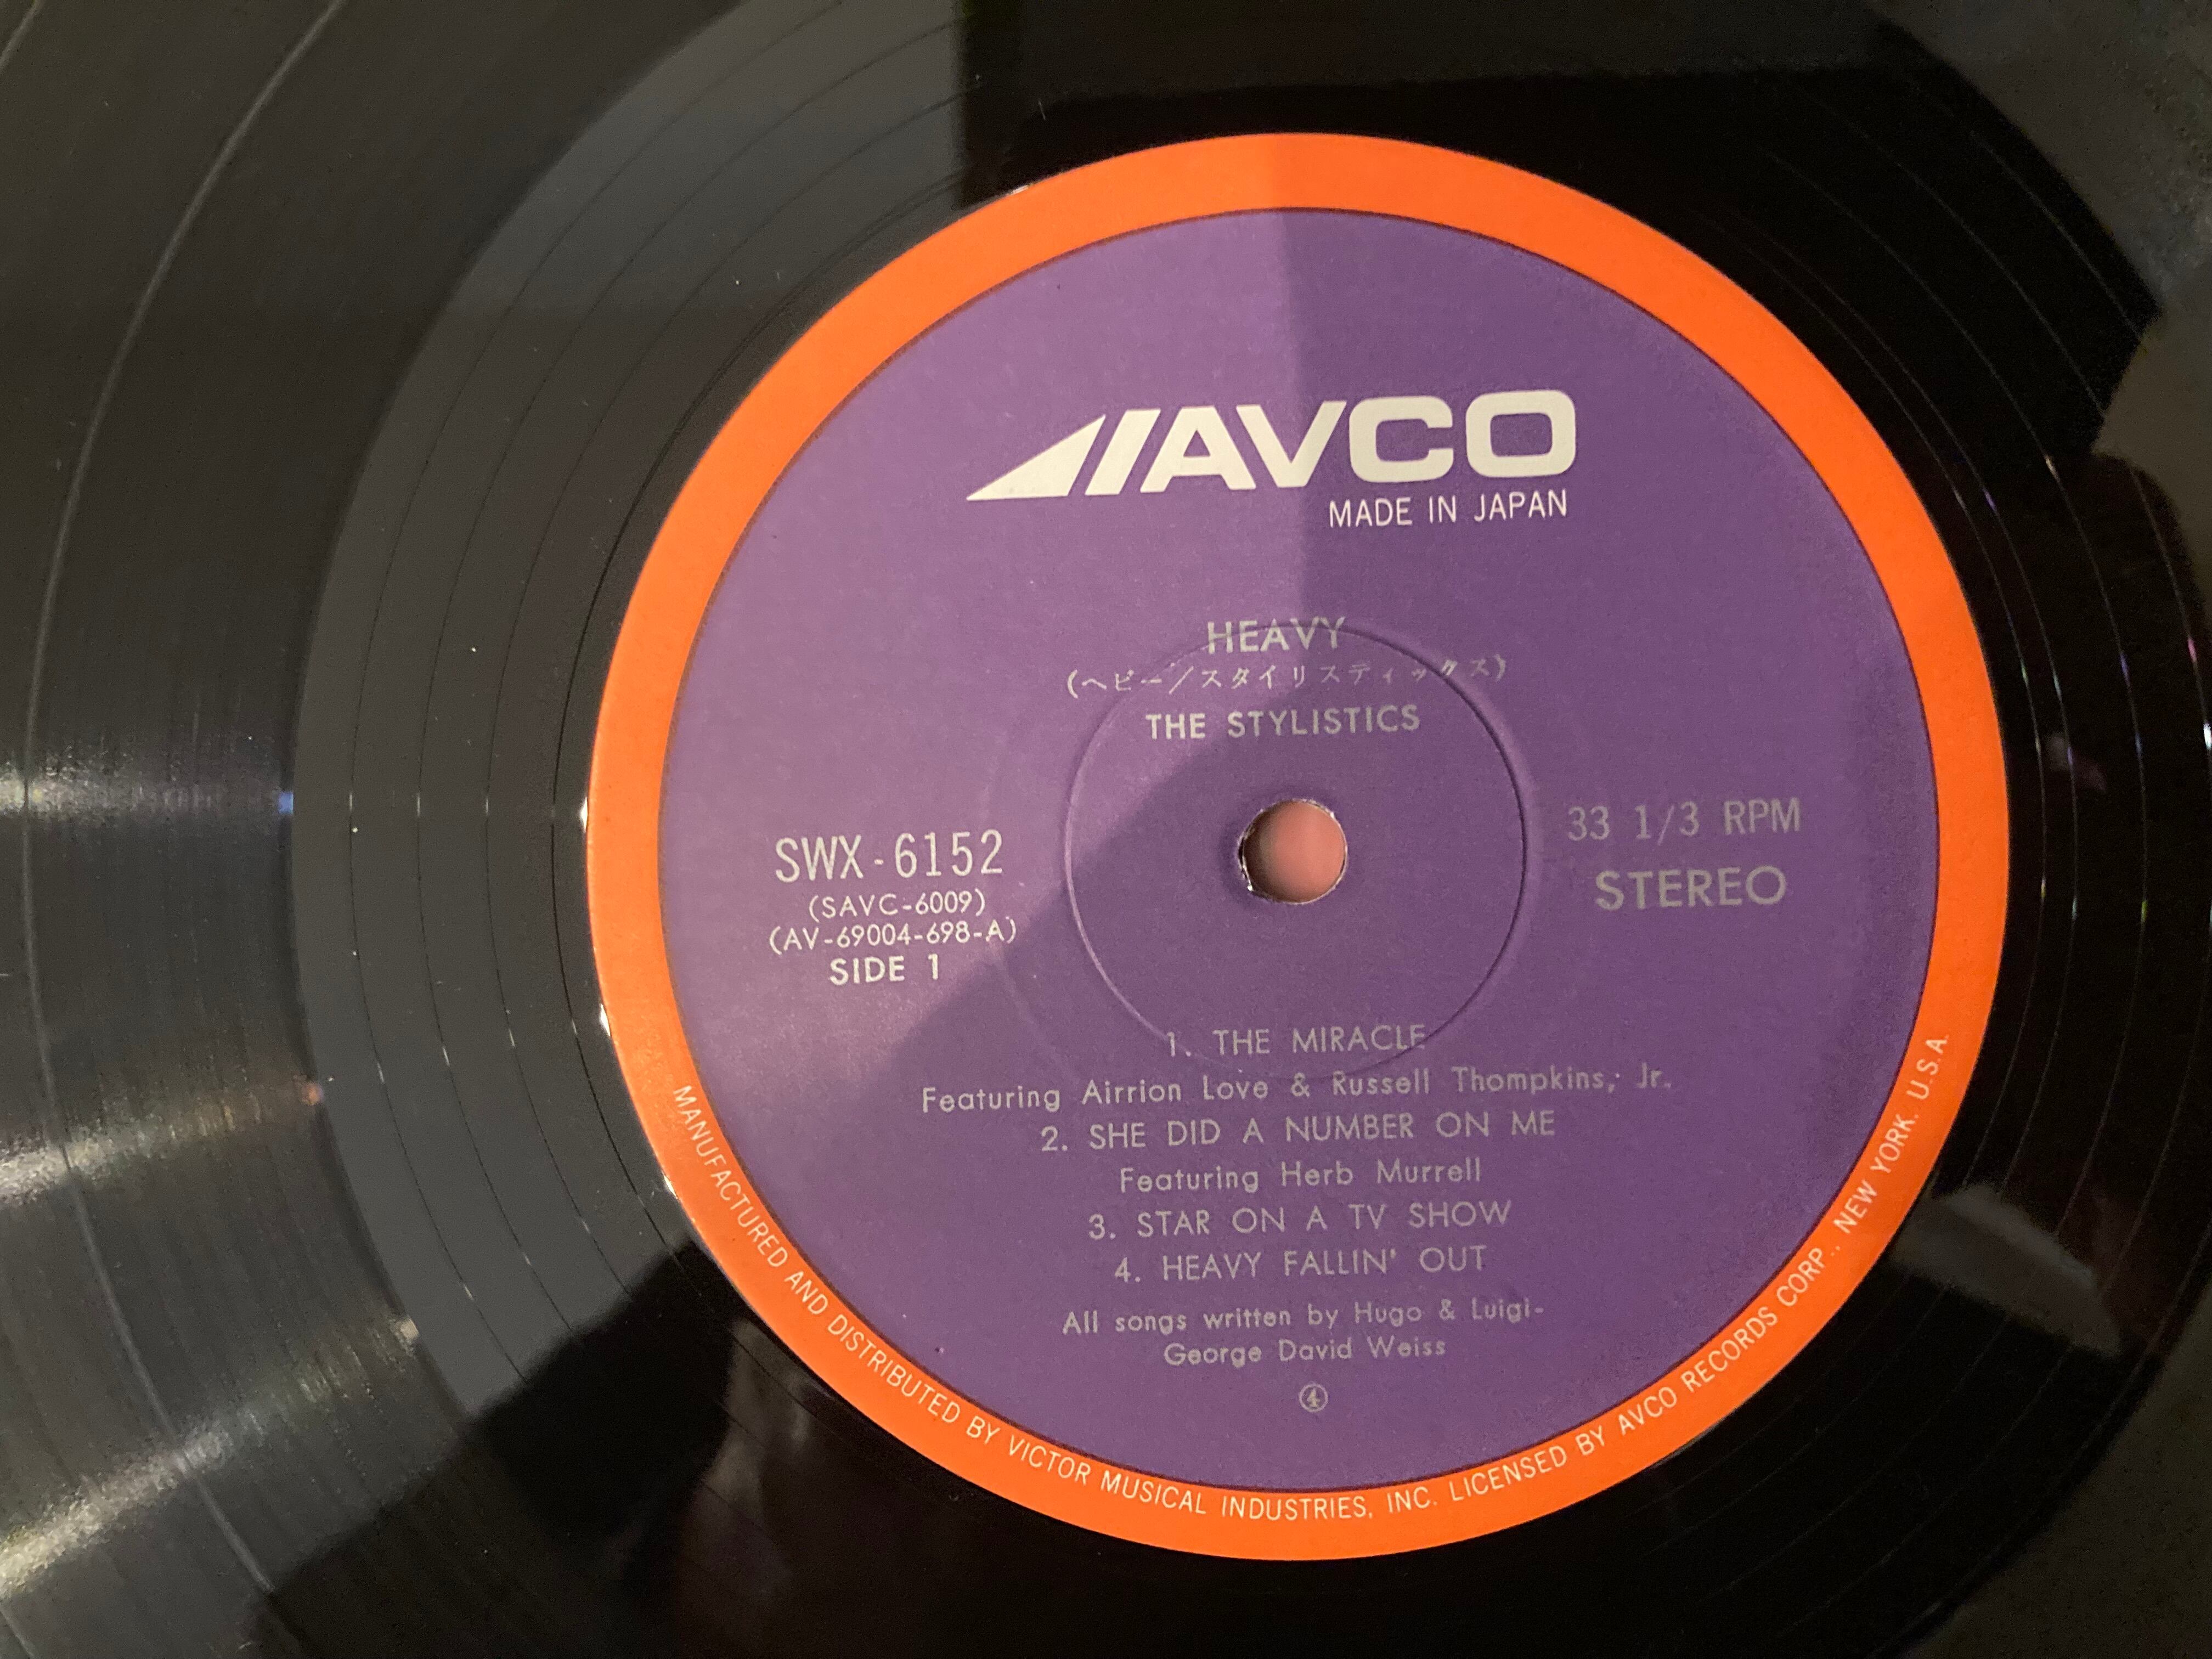 AVCO
MADE IN JAPAN
HEAVY
(ヘビー/スタイリスティックス)
THE STYLISTICS
SWX-6152
(SAVC-6009)
(AV-69004-698-A)
SIDE 1
33 1/3 RPM
STEREO
1. THE MIRACLE
Featuring Airrion Love & Russell Thompkins, Jr.
2. SHE DID A NUMBER ON ME
Featuring Herb Murrell
3. STAR ON A TV SHOW
4. HEAVY FALLIN' OUT
All songs written by Hugo & Luigi-
George David Weiss
④
MANUFACTURED AND DISTRIBUTED BY VICTOR MUSICAL INDUSTRIES, INC. LICENSED BY AVCO RECORDS CORP., NEW YORK. U.S.A.